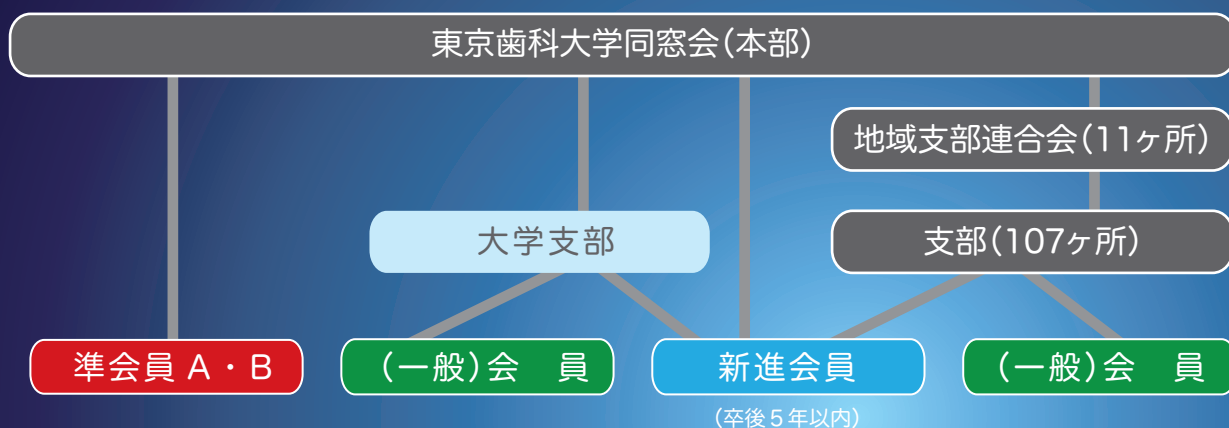 東京歯科大学同窓会(本部)
地域支部連合会(11ヶ所)
大学支部
支部(107ヶ所)
準会員 A・B
(一般)会　員
新進会員
(一般)会　員
(卒後5年以内)